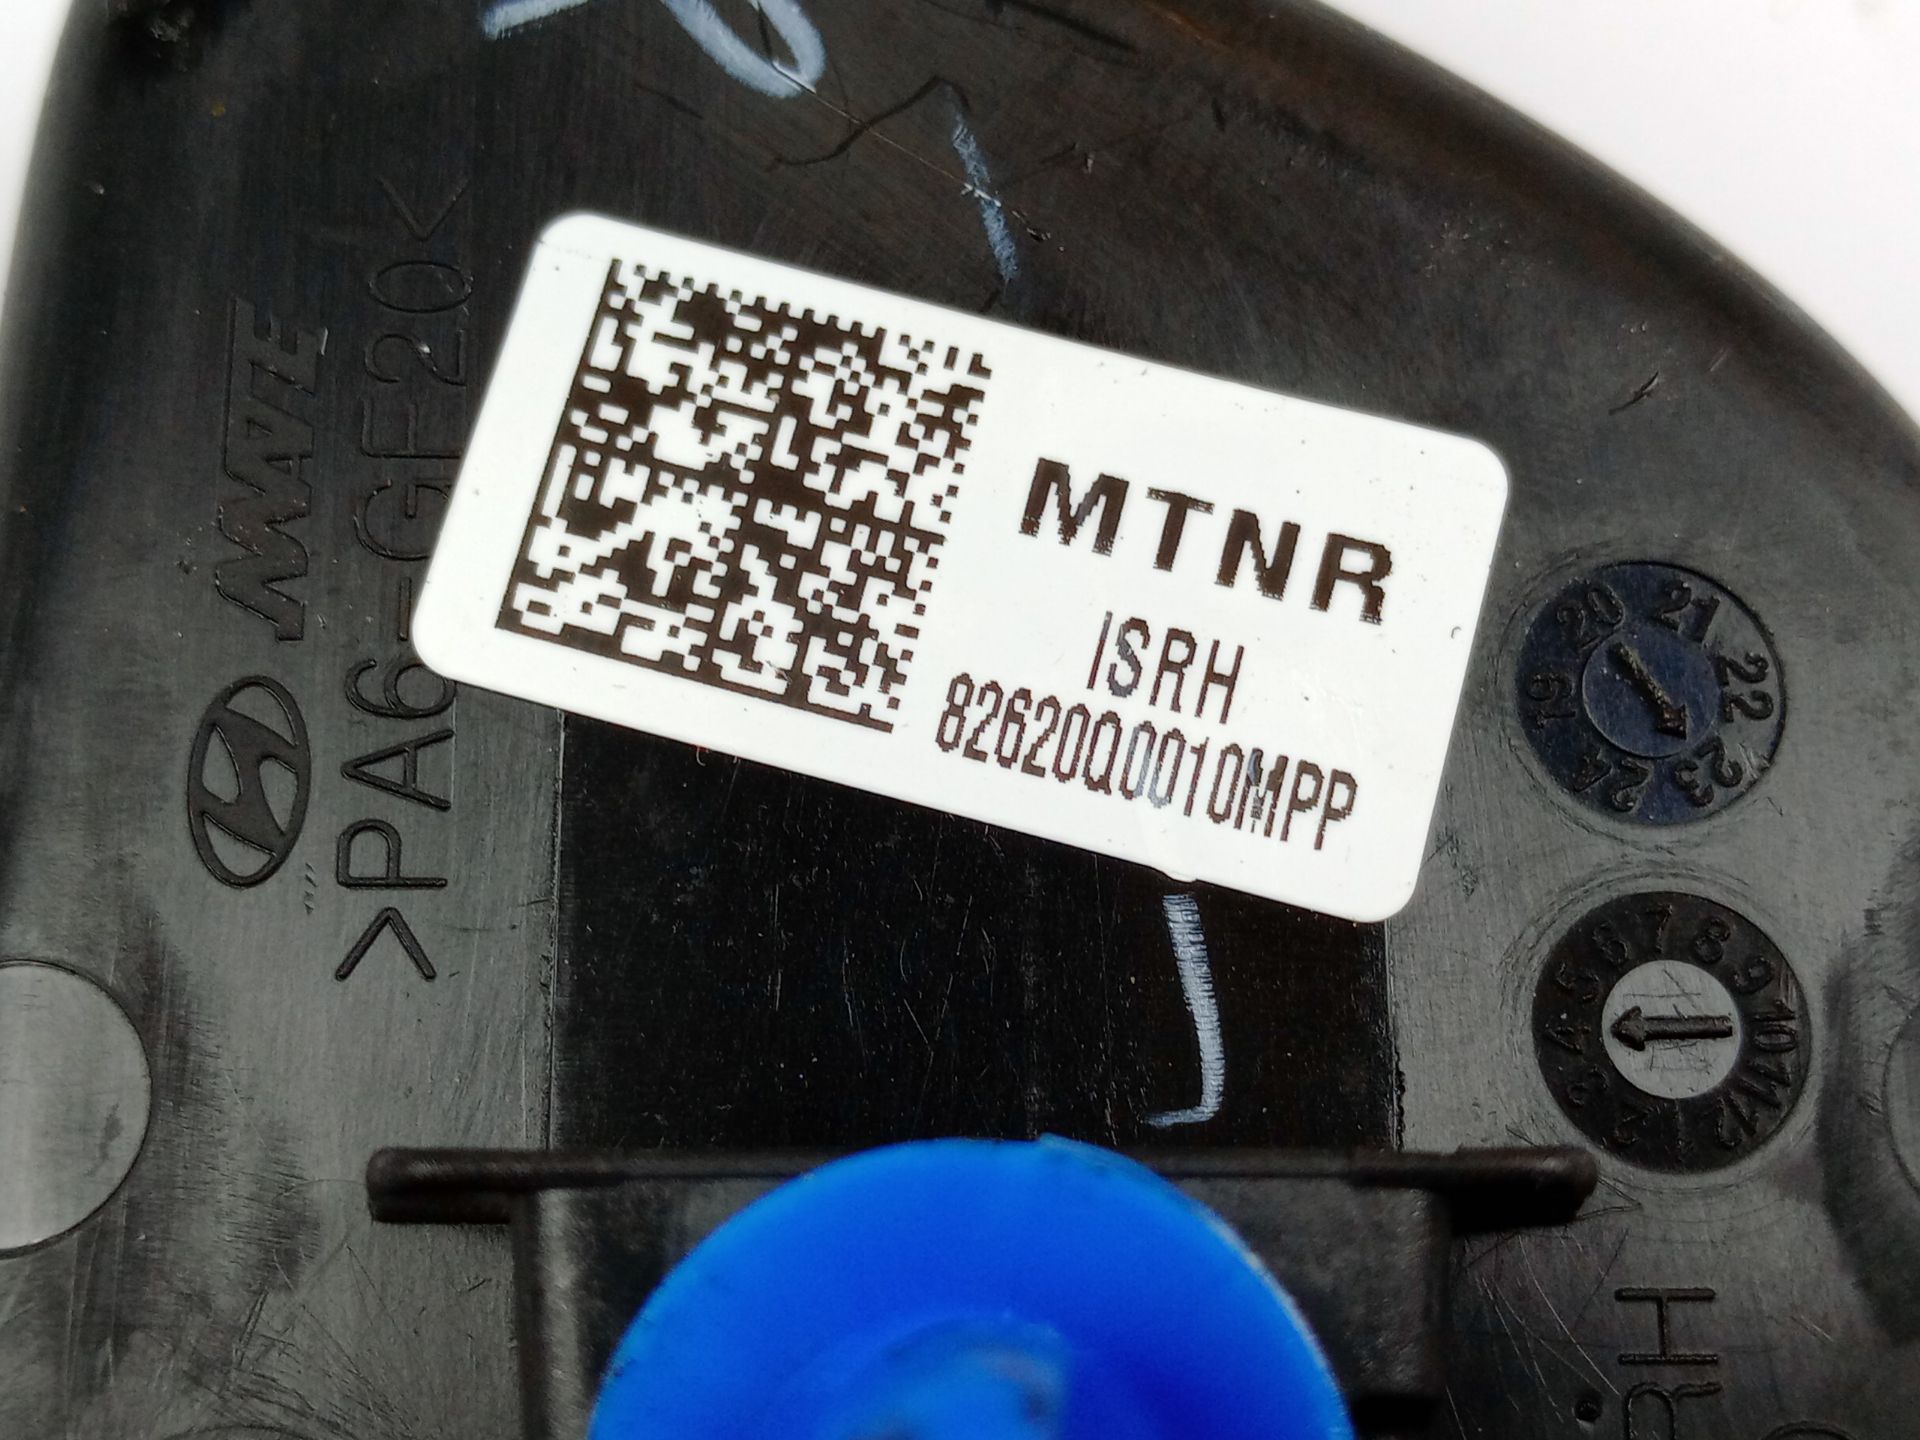 MTNR
ISRH
82620Q0010MPP
>PA6-GF20<
19 20 21 22 23 24
1 2 3 4 5 6 7 8 9 10 11 12
RH